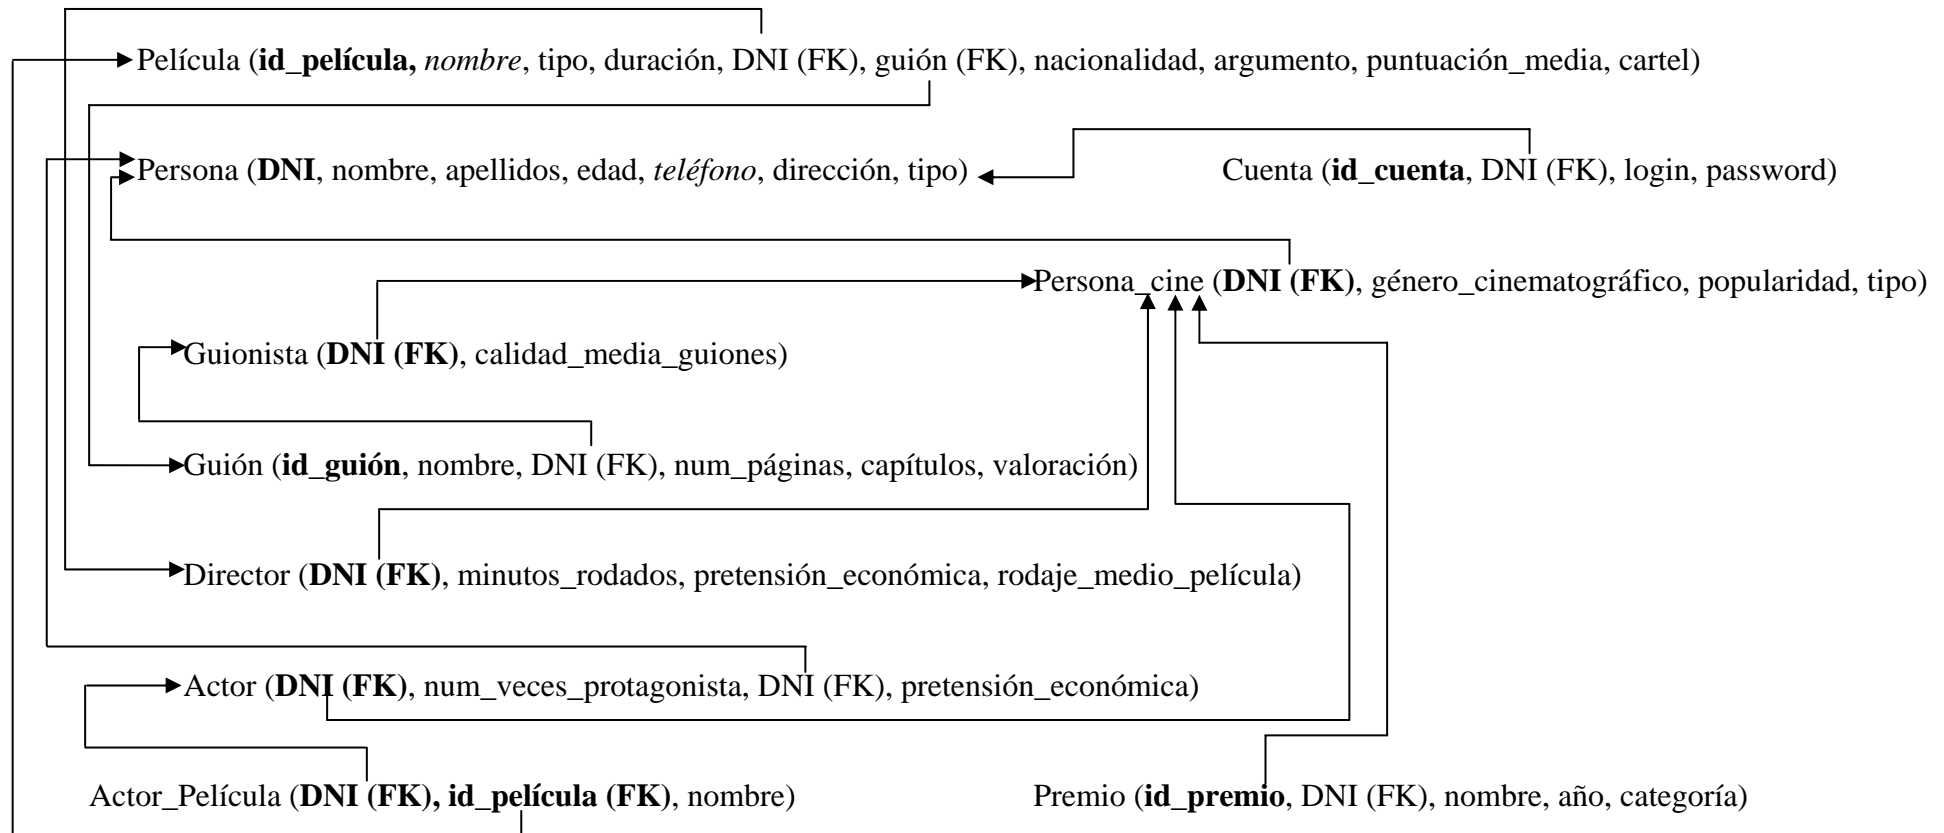 Película (id_película, nombre, tipo, duración, DNI (FK), guión (FK), nacionalidad, argumento, puntuación_media, cartel)
Persona (DNI, nombre, apellidos, edad, teléfono, dirección, tipo)
Cuenta (id_cuenta, DNI (FK), login, password)
Persona_cine (DNI (FK), género_cinematográfico, popularidad, tipo)
Guionista (DNI (FK), calidad_media_guiones)
Guión (id_guión, nombre, DNI (FK), num_páginas, capítulos, valoración)
Director (DNI (FK), minutos_rodados, pretensión_económica, rodaje_medio_película)
Actor (DNI (FK), num_veces_protagonista, DNI (FK), pretensión_económica)
Actor_Película (DNI (FK), id_película (FK), nombre)
Premio (id_premio, DNI (FK), nombre, año, categoría)